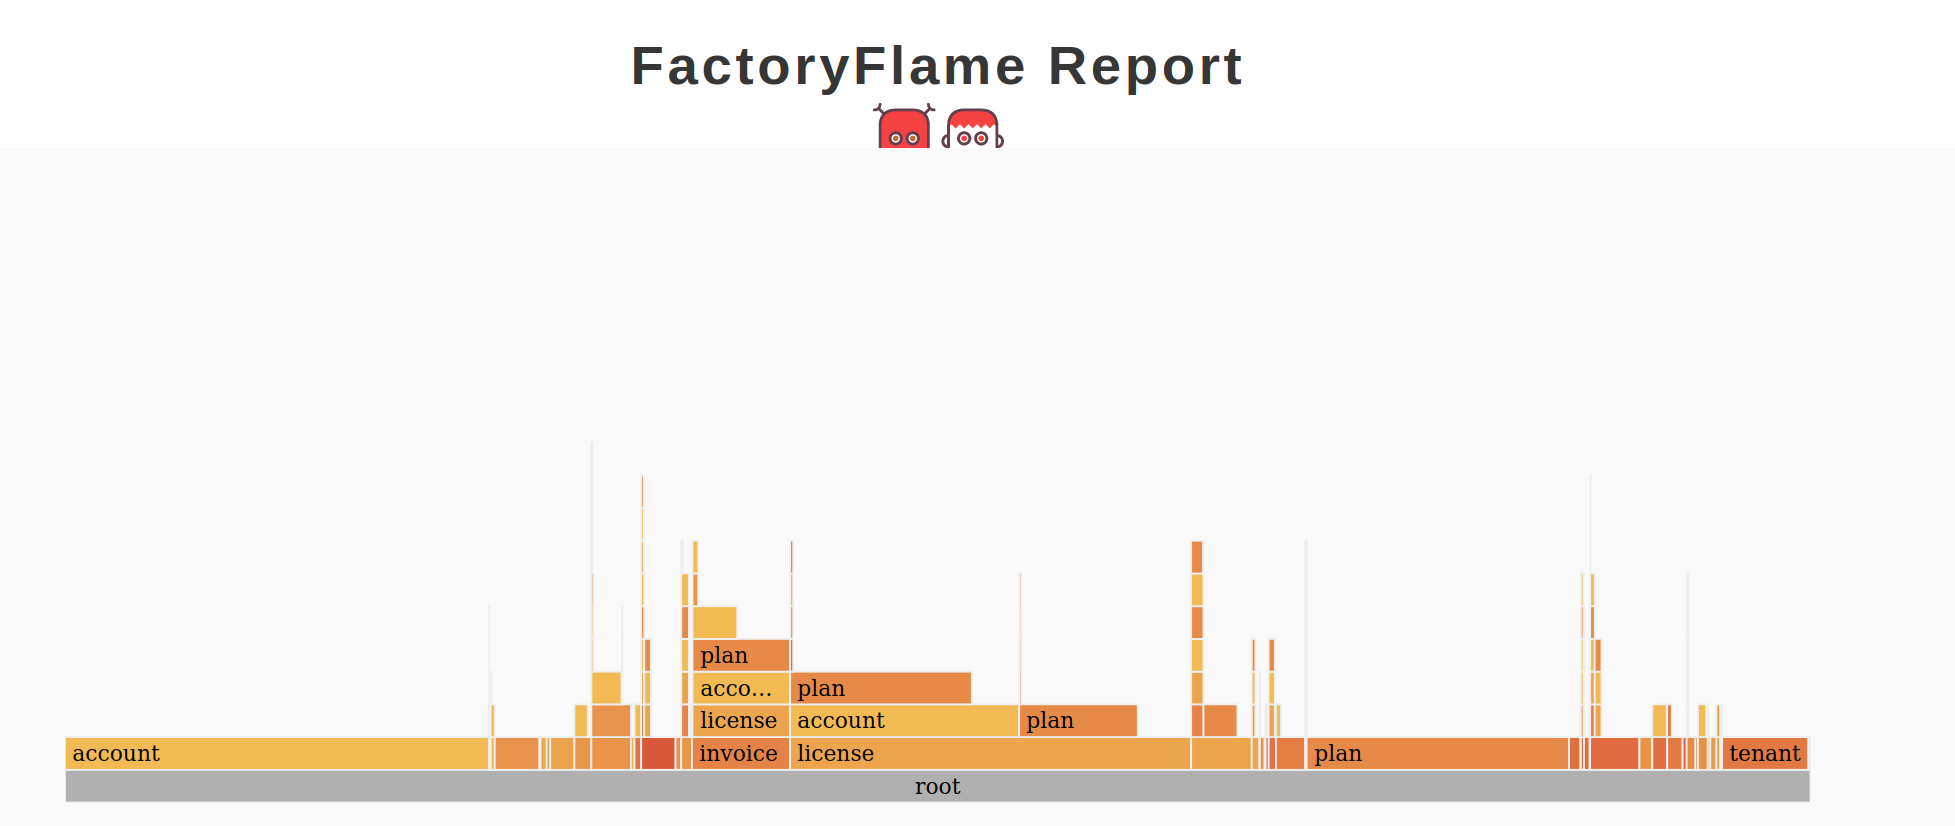 FactoryFlame Report
plan
acco... plan
license account plan
account invoice license plan tenant
root